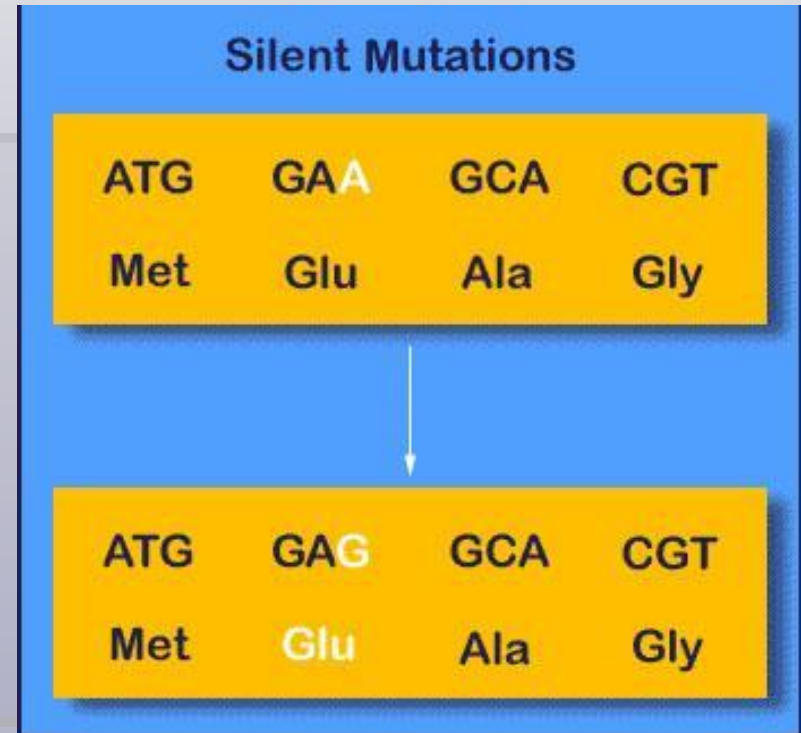 Silent Mutations
ATG GAA GCA CGT
Met Glu Ala Gly
ATG GAG GCA CGT
Met Glu Ala Gly